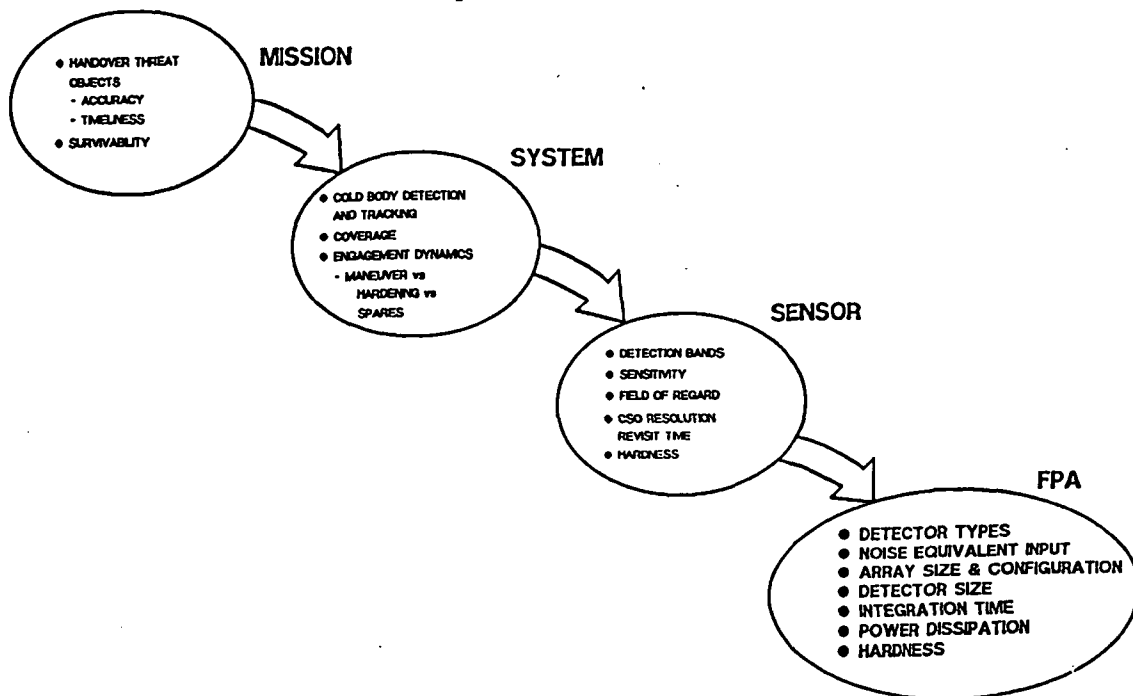 MISSION
● HANDOVER THREAT
OBJECTS
- ACCURACY
- TIMELINESS
● SURVIVABILITY
SYSTEM
● COLD BODY DETECTION
AND TRACKING
● COVERAGE
● ENGAGEMENT DYNAMICS
- MANEUVER vs
HARDENING vs
SPARES
SENSOR
● DETECTION BANDS
● SENSITIVITY
● FIELD OF REGARD
● CSO RESOLUTION
REVISIT TIME
● HARDNESS
FPA
● DETECTOR TYPES
● NOISE EQUIVALENT INPUT
● ARRAY SIZE & CONFIGURATION
● DETECTOR SIZE
● INTEGRATION TIME
● POWER DISSIPATION
● HARDNESS